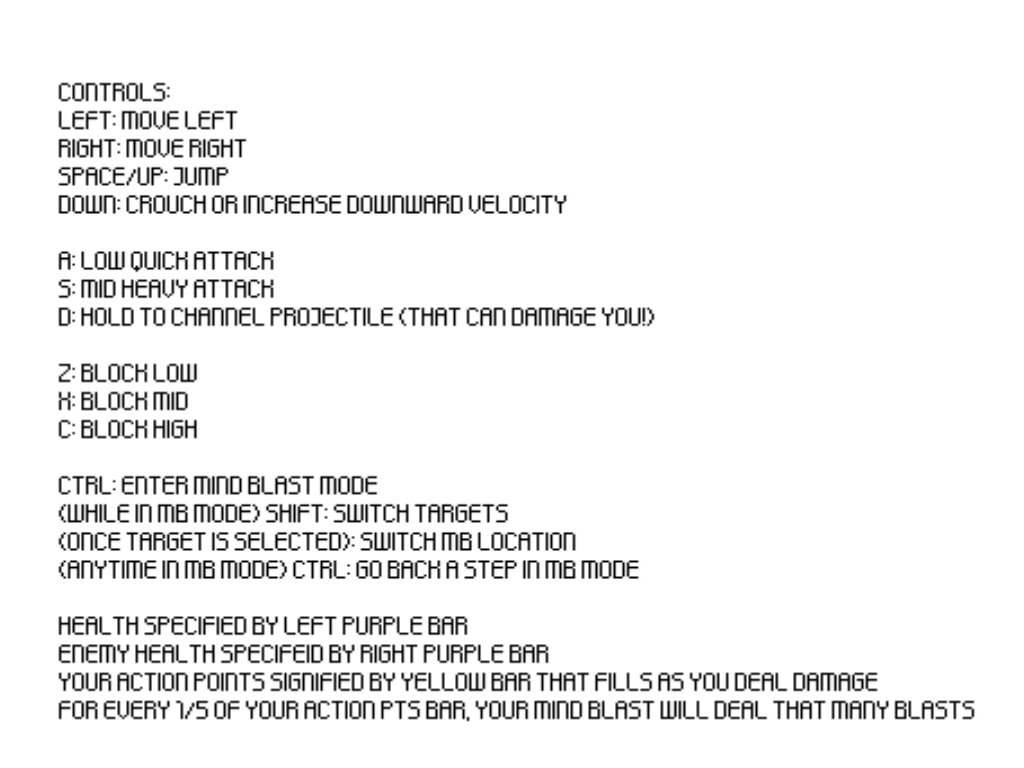 CONTROLS:
LEFT: MOVE LEFT
RIGHT: MOVE RIGHT
SPACE/UP: JUMP
DOWN: CROUCH OR INCREASE DOWNWARD VELOCITY
A: LOW QUICK ATTACK
S: MID HEAVY ATTACK
D: HOLD TO CHANNEL PROJECTILE (THAT CAN DAMAGE YOU!)
Z: BLOCK LOW
X: BLOCK MID
C: BLOCK HIGH
CTRL: ENTER MIND BLAST MODE
(WHILE IN MB MODE) SHIFT: SWITCH TARGETS
(ONCE TARGET IS SELECTED): SWITCH MB LOCATION
(ANYTIME IN MB MODE) CTRL: GO BACK A STEP IN MB MODE
HEALTH SPECIFIED BY LEFT PURPLE BAR
ENEMY HEALTH SPECIFEID BY RIGHT PURPLE BAR
YOUR ACTION POINTS SIGNIFIED BY YELLOW BAR THAT FILLS AS YOU DEAL DAMAGE
FOR EVERY 1/5 OF YOUR ACTION PTS BAR, YOUR MIND BLAST WILL DEAL THAT MANY BLASTS